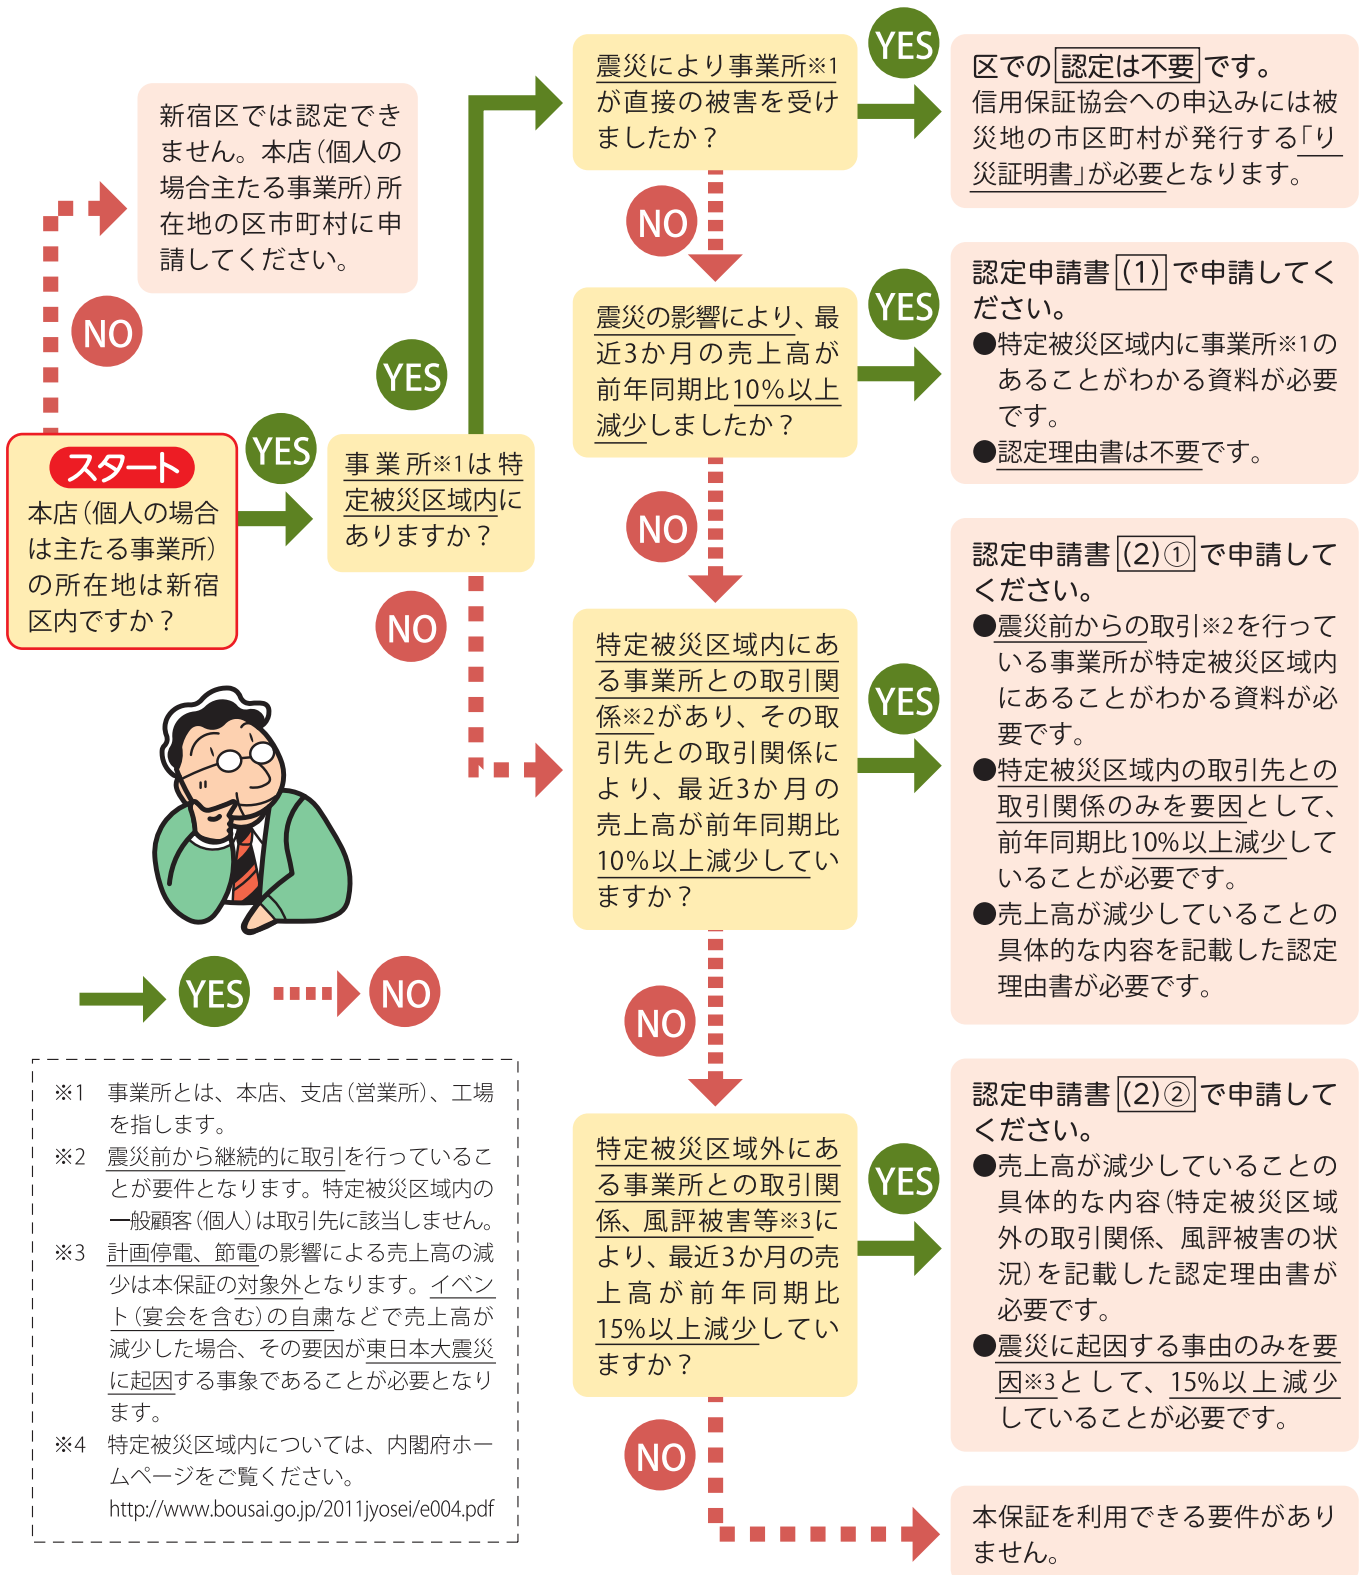 スタート
本店（個人の場合
は主たる事業所）
の所在地は新宿
区内ですか？
NO
新宿区では認定でき
ません。本店（個人の
場合主たる事業所）所
在地の区市町村に申
請してください。
YES
事業所※1は特
定被災区域内に
ありますか？
YES
NO
震災により事業所※1
が直接の被害を受け
ましたか？
YES
区での認定は不要です。
信用保証協会への申込みには被
災地の市区町村が発行する「り
災証明書」が必要となります。
NO
震災の影響により、最
近3か月の売上高が
前年同期比10％以上
減少しましたか？
YES
認定申請書(1)で申請してく
ださい。
●特定被災区域内に事業所※1の
あることがわかる資料が必要
です。
●認定理由書は不要です。
NO
特定被災区域内にあ
る事業所との取引関
係※2があり、その取
引先との取引関係に
より、最近3か月の
売上高が前年同期比
10％以上減少してい
ますか？
YES
認定申請書(2)①で申請して
ください。
●震災前からの取引※2を行って
いる事業所が特定被災区域内
にあることがわかる資料が必
要です。
●特定被災区域内の取引先との
取引関係のみを要因として、
前年同期比10％以上減少して
いることが必要です。
●売上高が減少していることの
具体的な内容を記載した認定
理由書が必要です。
NO
特定被災区域外にあ
る事業所との取引関
係、風評被害等※3に
より、最近3か月の売
上高が前年同期比
15％以上減少してい
ますか？
YES
認定申請書(2)②で申請して
ください。
●売上高が減少していることの
具体的な内容（特定被災区域
外の取引関係、風評被害の状
況）を記載した認定理由書が
必要です。
●震災に起因する事由のみを要
因※3として、15％以上減少
していることが必要です。
NO
本保証を利用できる要件があり
ません。
YES
NO
※1 事業所とは、本店、支店（営業所）、工場
を指します。
※2 震災前から継続的に取引を行っているこ
とが要件となります。特定被災区域内の
一般顧客（個人）は取引先に該当しません。
※3 計画停電、節電の影響による売上高の減
少は本保証の対象外となります。イベン
ト（宴会を含む）の自粛などで売上高が
減少した場合、その要因が東日本大震災
に起因する事象であることが必要となり
ます。
※4 特定被災区域内については、内閣府ホー
ムページをご覧ください。
http://www.bousai.go.jp/2011jyosei/e004.pdf